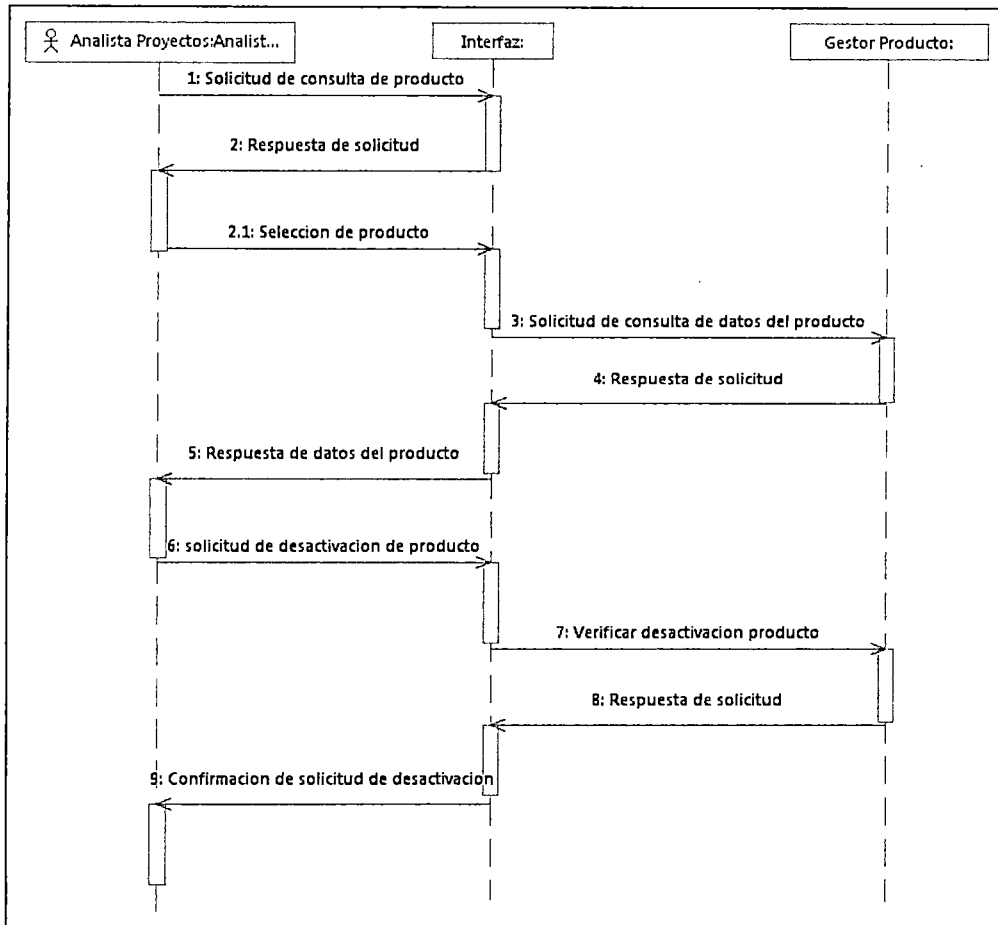 Analista Proyectos:Analist...
Interfaz:
Gestor Producto:
1: Solicitud de consulta de producto
2: Respuesta de solicitud
2.1: Seleccion de producto
3: Solicitud de consulta de datos del producto
4: Respuesta de solicitud
5: Respuesta de datos del producto
6: solicitud de desactivacion de producto
7: Verificar desactivacion producto
8: Respuesta de solicitud
9: Confirmacion de solicitud de desactivacion